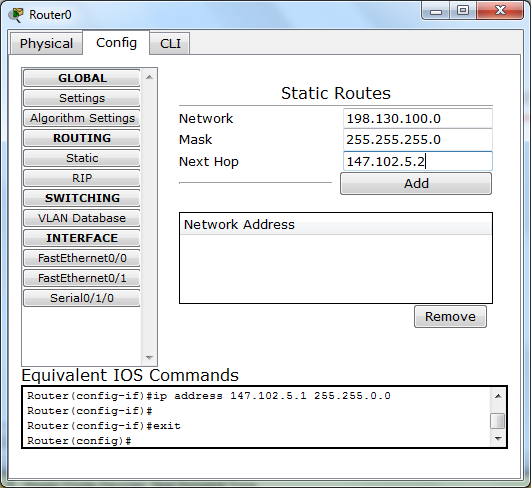 Router0
Physical Config CLI
GLOBAL
Settings
Algorithm Settings
ROUTING
Static
RIP
SWITCHING
VLAN Database
INTERFACE
FastEthernet0/0
FastEthernet0/1
Serial0/1/0
Static Routes
Network 198.130.100.0
Mask 255.255.255.0
Next Hop 147.102.5.2
Add
Network Address
Remove
Equivalent IOS Commands
Router(config-if)#ip address 147.102.5.1 255.255.0.0
Router(config-if)#
Router(config-if)#exit
Router(config)#